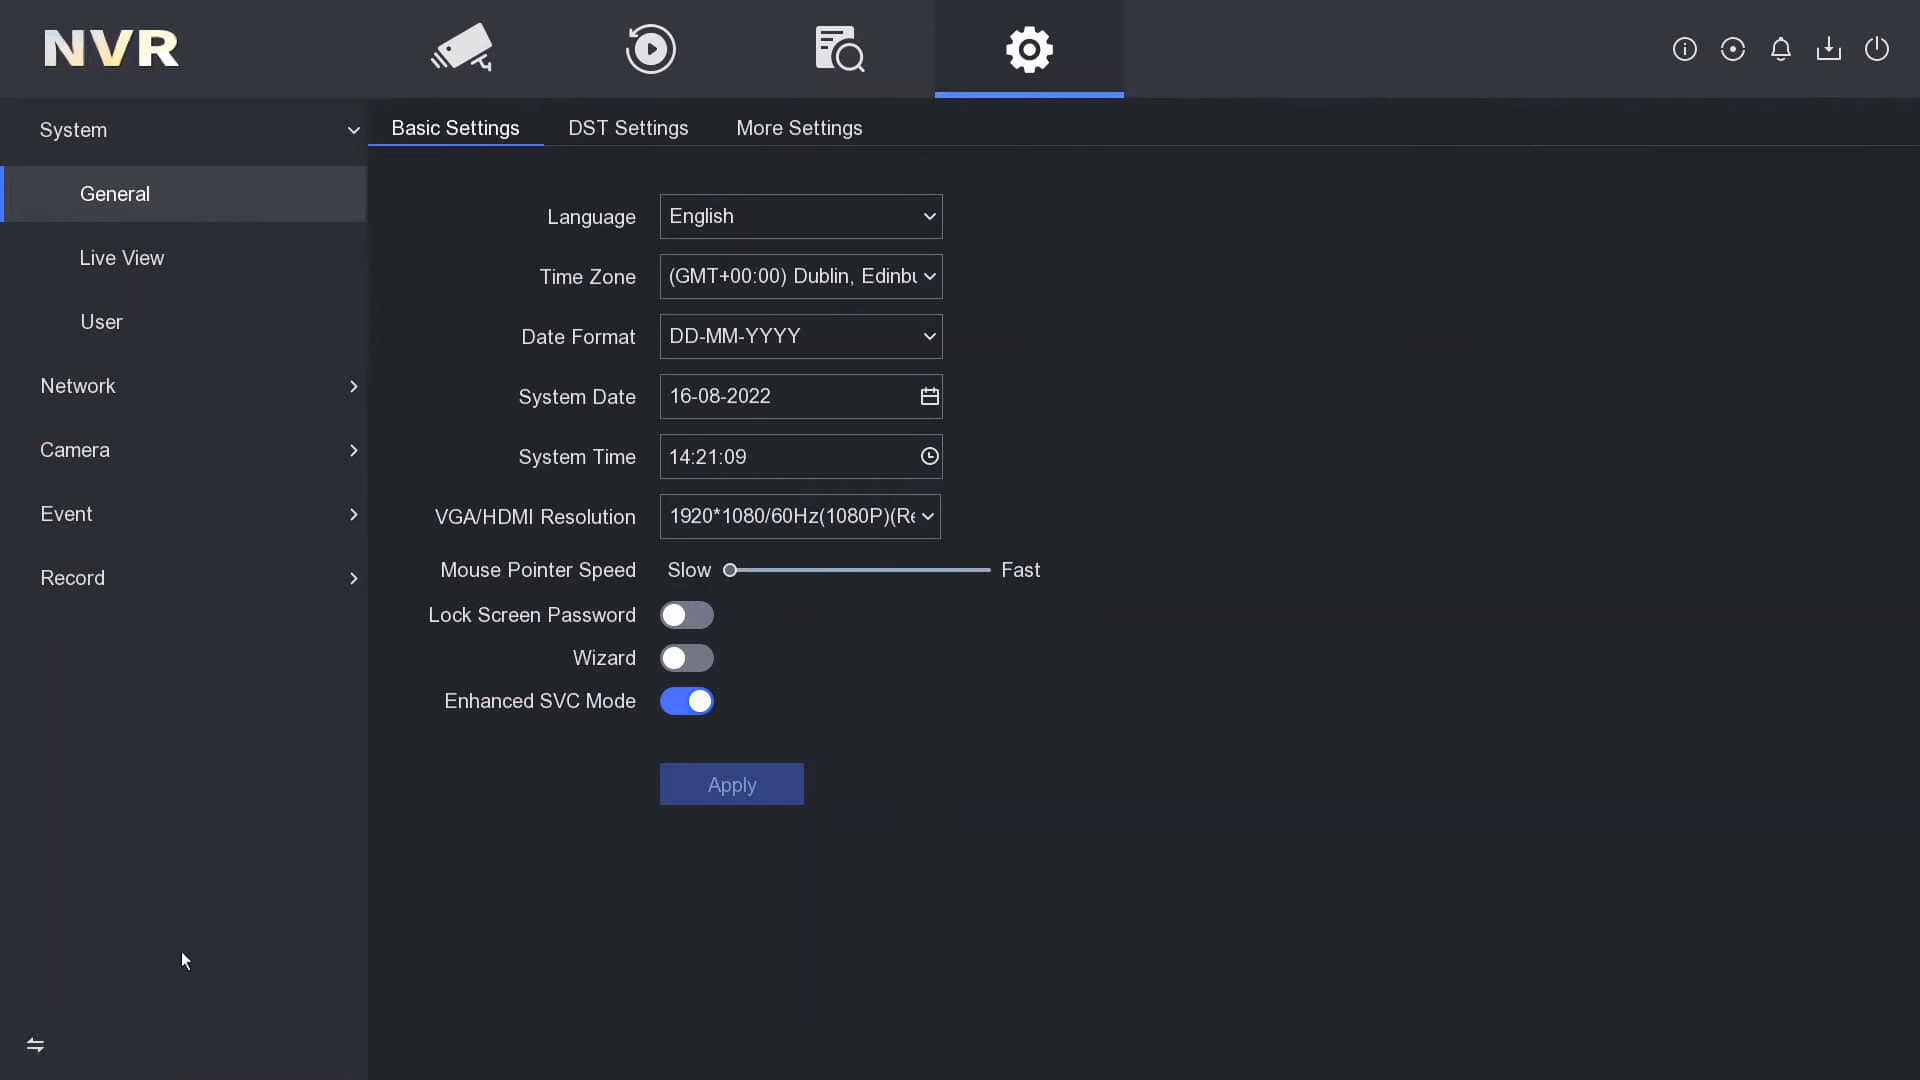 NVR
System
Basic Settings
DST Settings
More Settings
General
Live View
User
Network
Camera
Event
Record
Language
English
Time Zone
(GMT+00:00) Dublin, Edinbu
Date Format
DD-MM-YYYY
System Date
16-08-2022
System Time
14:21:09
VGA/HDMI Resolution
1920*1080/60Hz(1080P)(Re
Mouse Pointer Speed
Slow
Fast
Lock Screen Password
Wizard
Enhanced SVC Mode
Apply